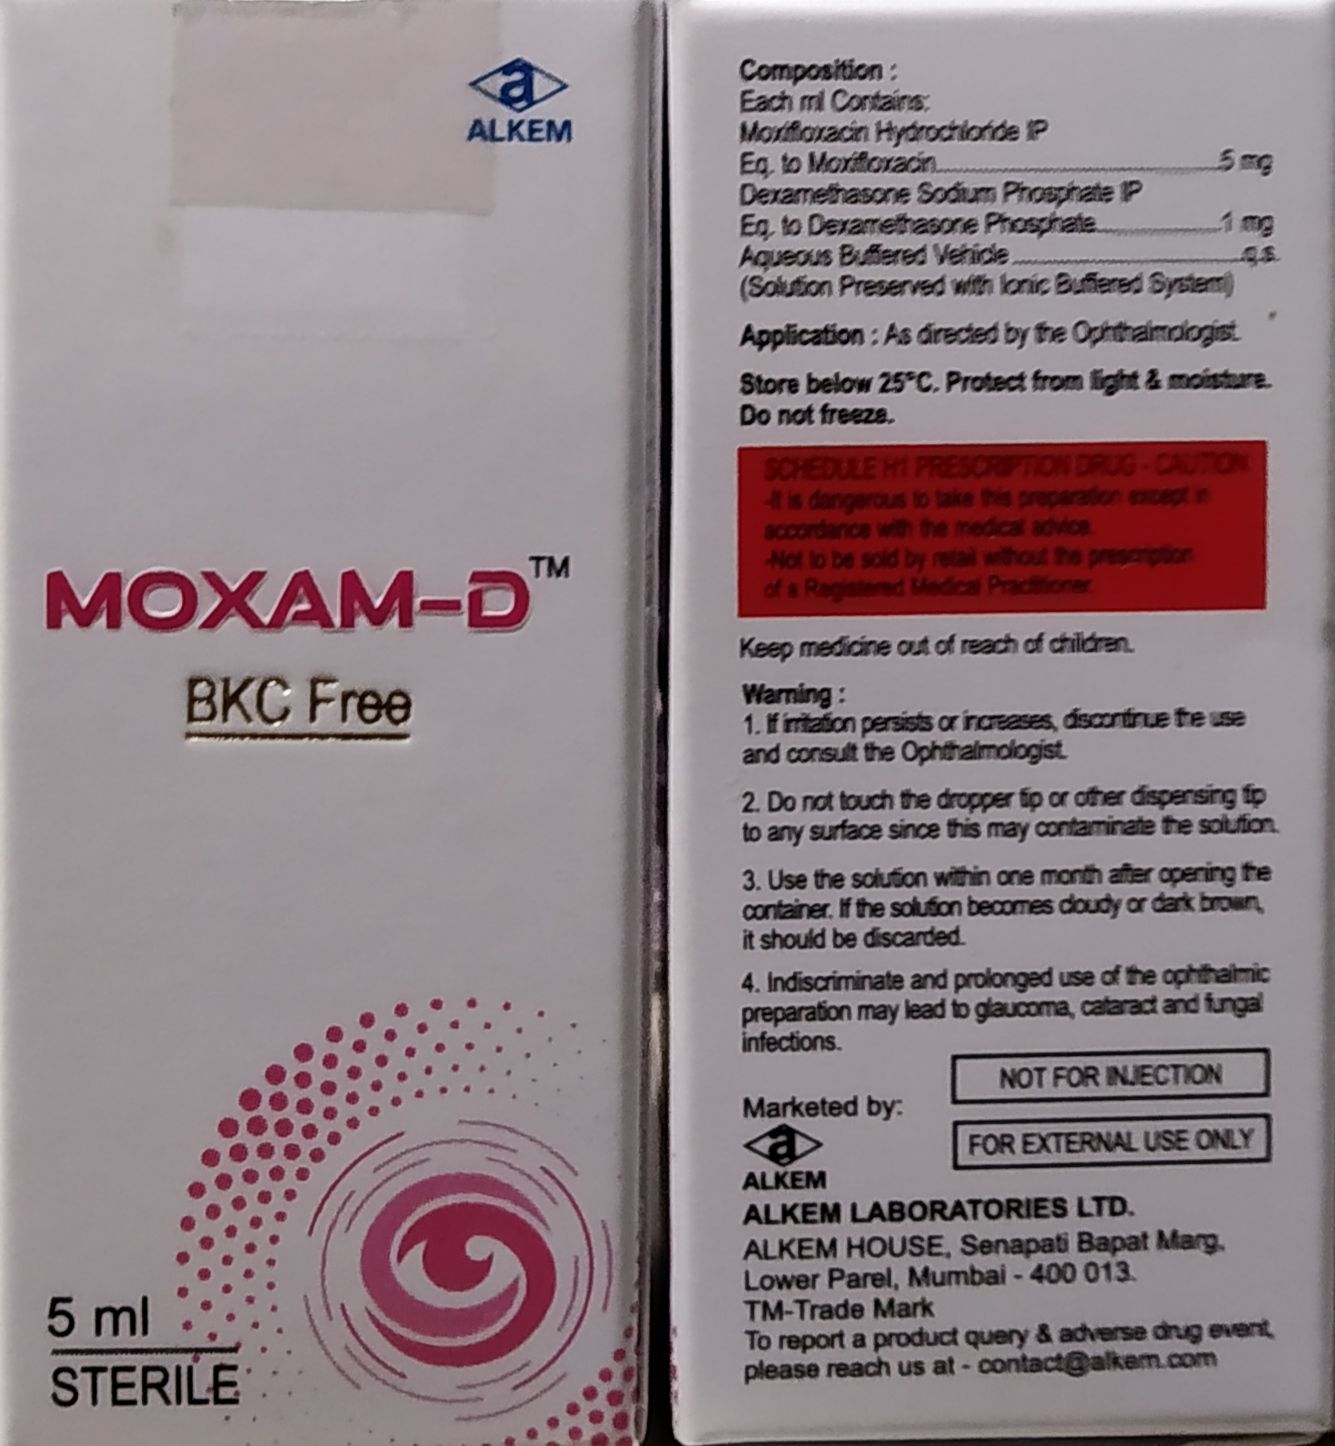 ALKEM
MOXAM-D™
BKC Free
5 ml
STERILE
Composition :
Each ml Contains:
Moxifloxacin Hydrochloride IP
Eq. to Moxifloxacin..............................5 mg
Dexamethasone Sodium Phosphate IP
Eq. to Dexamethasone Phosphate..............1 mg
Aqueous Buffered Vehicle..............................q.s.
(Solution Preserved with Ionic Buffered System)
Application : As directed by the Ophthalmologist.
Store below 25°C. Protect from light & moisture.
Do not freeze.
SCHEDULE H1 PRESCRIPTION DRUG - CAUTION
-It is dangerous to take this preparation except in
accordance with the medical advice.
-Not to be sold by retail without the prescription
of a Registered Medical Practitioner.
Keep medicine out of reach of children.
Warning :
1. If irritation persists or increases, discontinue the use
and consult the Ophthalmologist.
2. Do not touch the dropper tip or other dispensing tip
to any surface since this may contaminate the solution.
3. Use the solution within one month after opening the
container. If the solution becomes cloudy or dark brown,
it should be discarded.
4. Indiscriminate and prolonged use of the ophthalmic
preparation may lead to glaucoma, cataract and fungal
infections.
NOT FOR INJECTION
Marketed by:
FOR EXTERNAL USE ONLY
ALKEM
ALKEM LABORATORIES LTD.
ALKEM HOUSE, Senapati Bapat Marg,
Lower Parel, Mumbai - 400 013.
TM-Trade Mark
To report a product query & adverse drug event,
please reach us at - contact@alkem.com